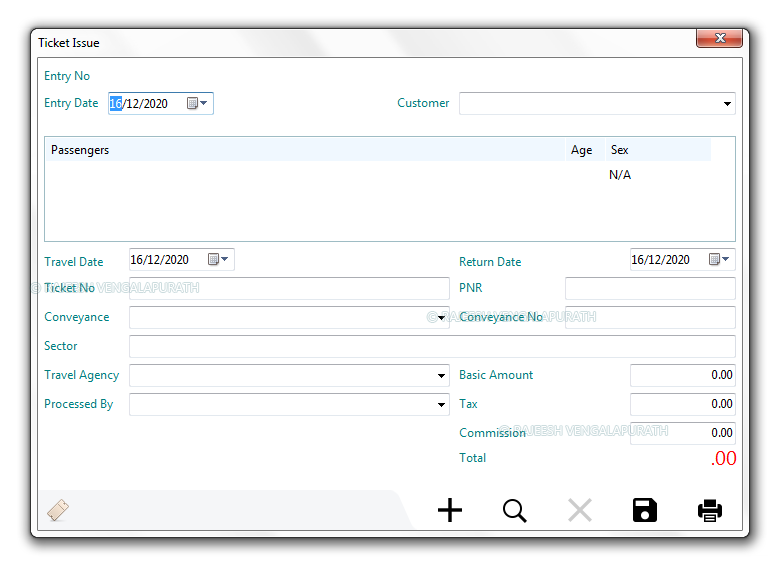 Ticket Issue
Entry No
Entry Date 16/12/2020 Customer
Passengers Age Sex
N/A
Travel Date 16/12/2020 Return Date 16/12/2020
Ticket No PNR
© RAJEESH VENGALAPURATH
Conveyance Conveyance No
© RAJEESH VENGALAPURATH
Sector
Travel Agency Basic Amount 0.00
Processed By Tax 0.00
Commission 0.00
© RAJEESH VENGALAPURATH
Total .00